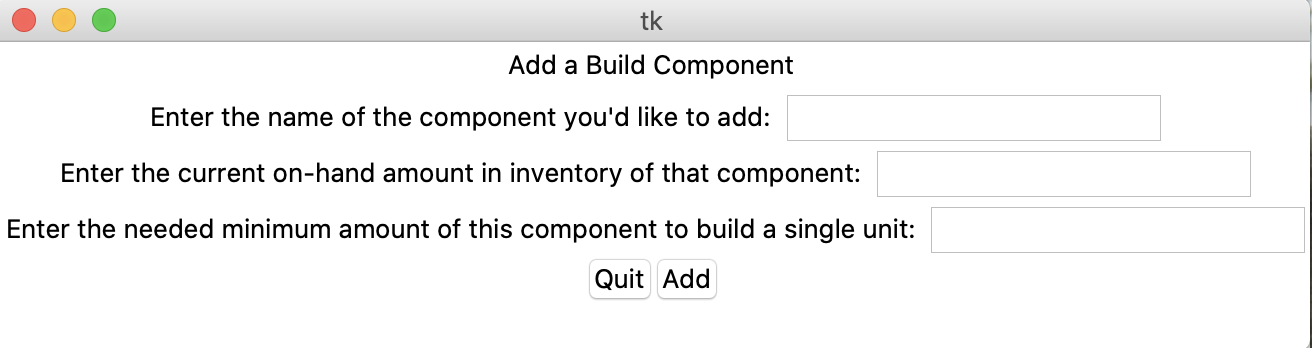 tk
Add a Build Component
Enter the name of the component you'd like to add:
Enter the current on-hand amount in inventory of that component:
Enter the needed minimum amount of this component to build a single unit:
Quit Add